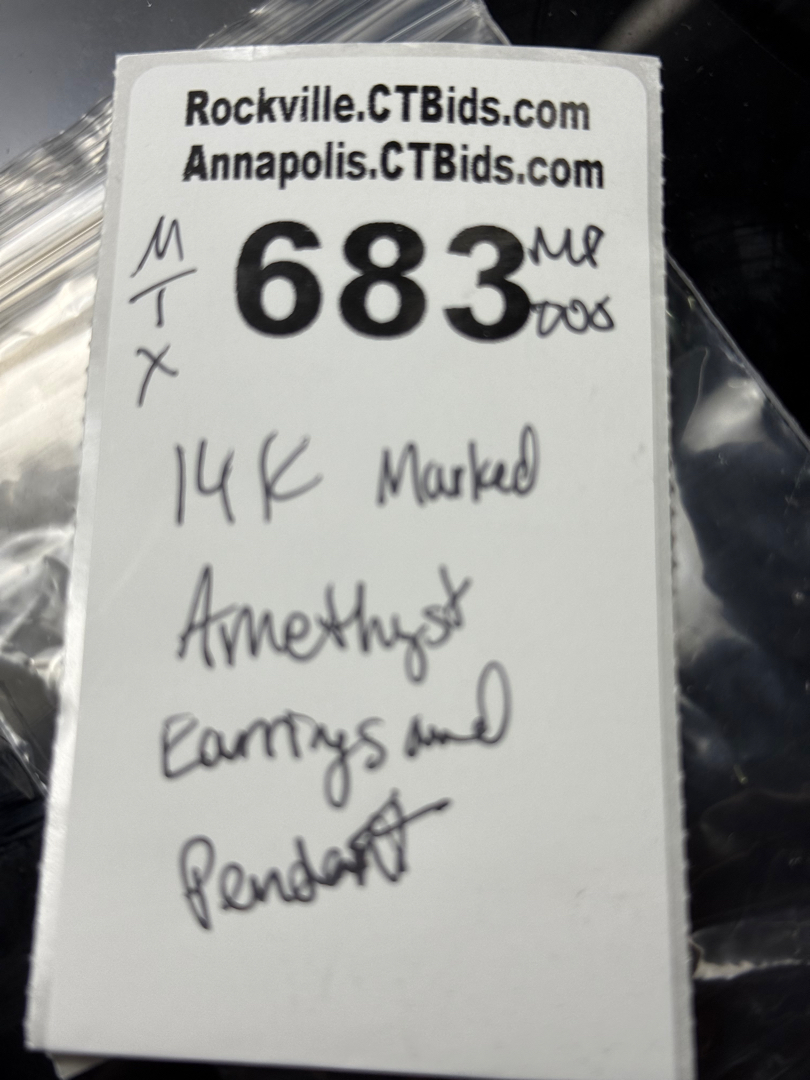 Rockville.CTBids.com
Annapolis.CTBids.com
M
T
X
683
14K Marked
Amethyst
Earrings and
Pendant